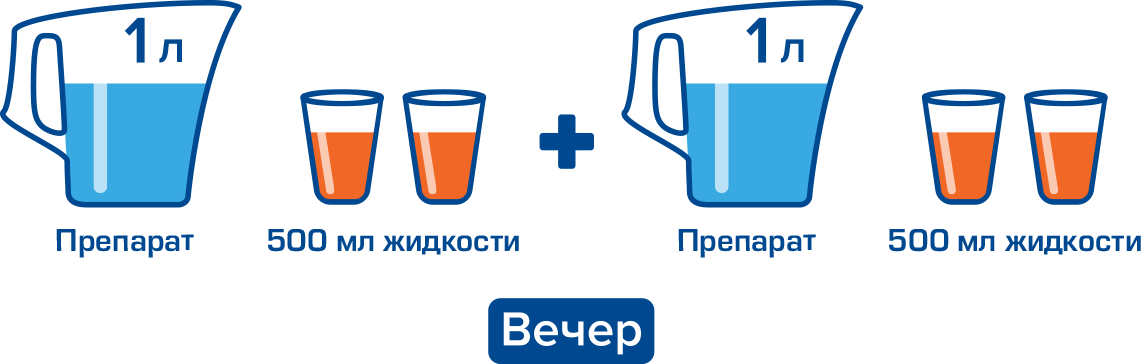 1 л
1 л
Препарат
500 мл жидкости
Препарат
500 мл жидкости
Вечер